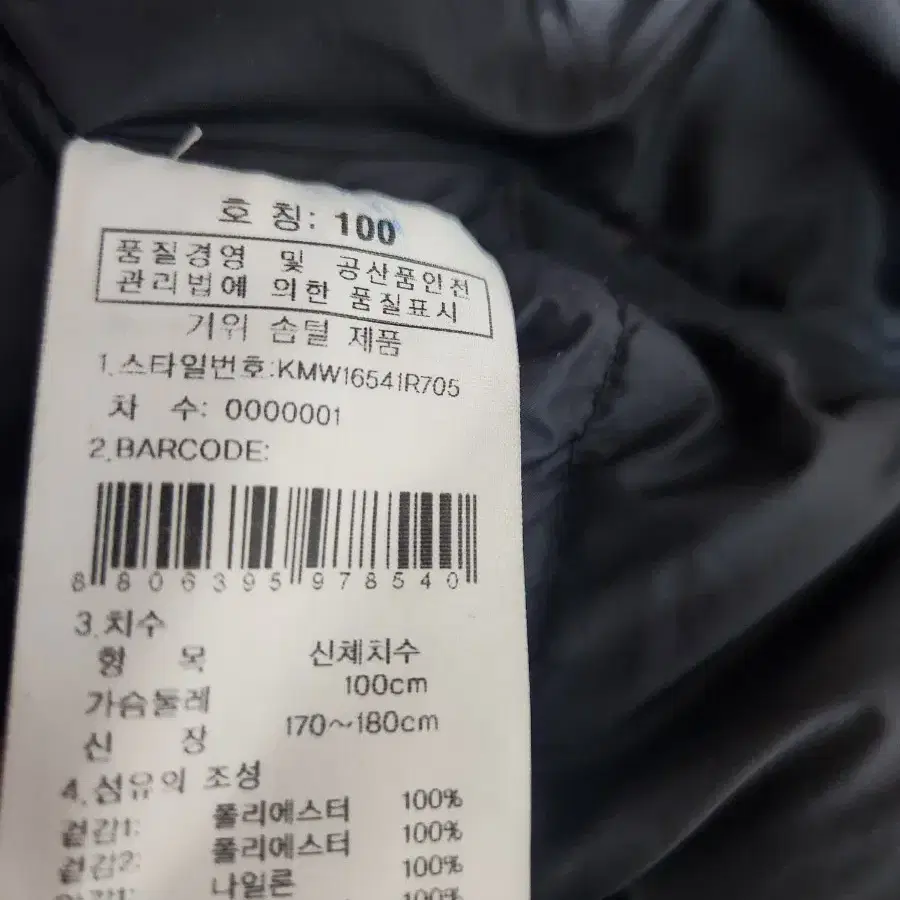 호 칭: 100
품질경영 및 공산품안전
관리법에 의한 품질표시
거위 솜털 제품
1.스타일번호:KMW16541R705
차 수: 0000001
2.BARCODE:
8806395978540
3.치수
항 목 신체치수
가슴둘레 100cm
신 장 170~180cm
4.섬유의 조성
겉감1: 폴리에스터 100%
겉감2: 폴리에스터 100%
나일론 100%
100%